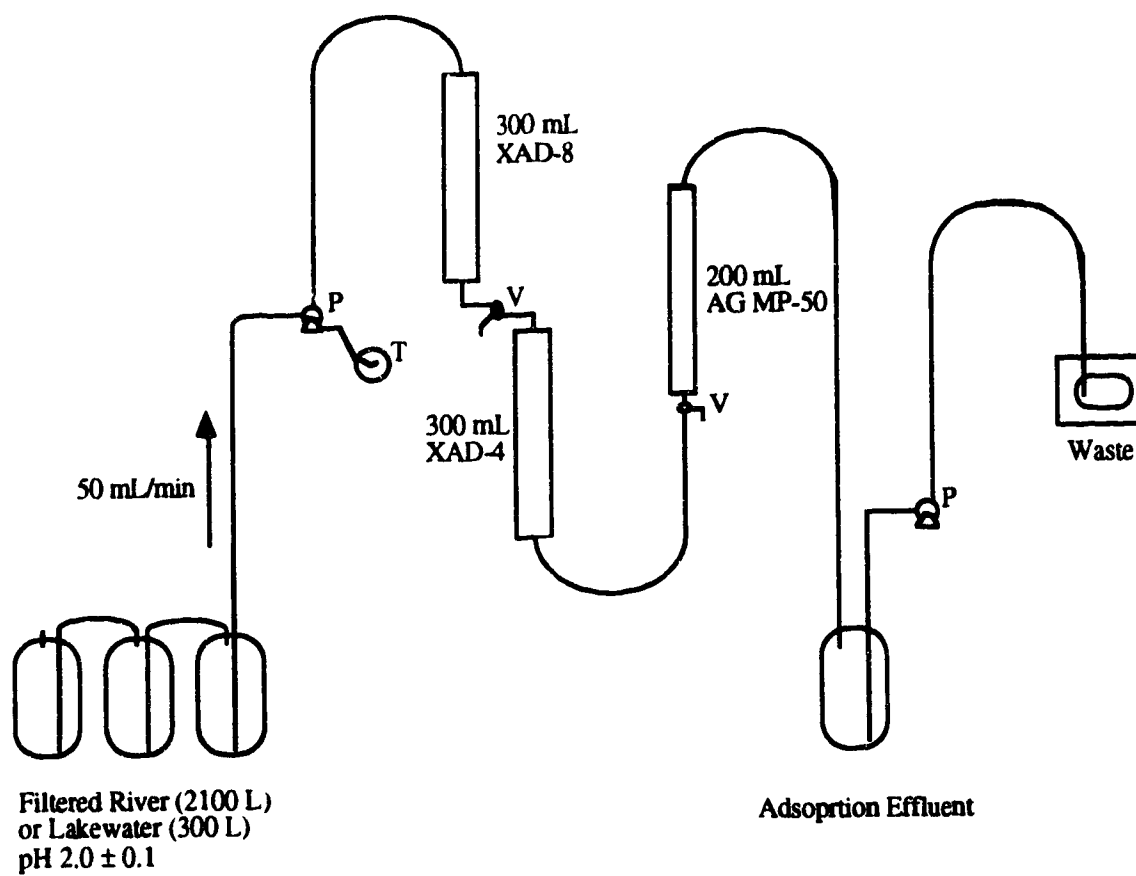 300 mL
XAD-8
P
V
T
200 mL
AG MP-50
V
300 mL
XAD-4
50 mL/min
P
Waste
Filtered River (2100 L)
or Lakewater (300 L)
pH 2.0 ± 0.1
Adsoprtion Effluent